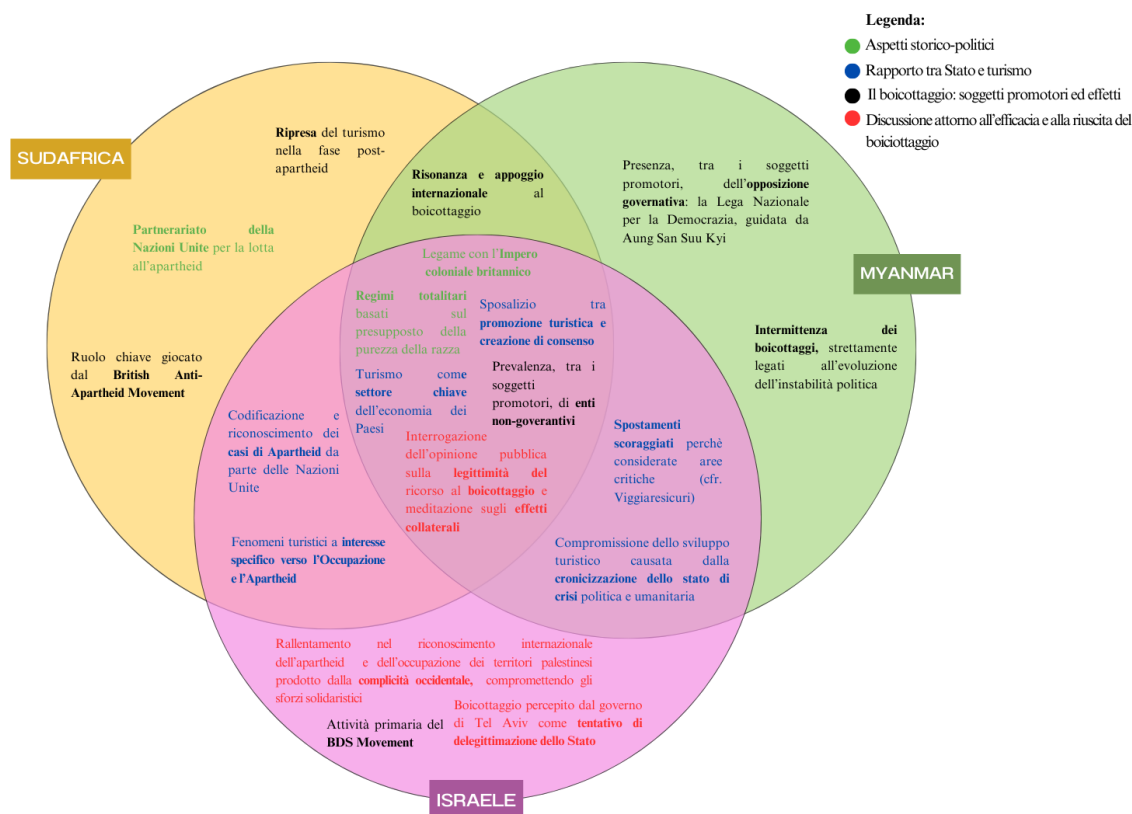 Legenda:
Aspetti storico-politici
Rapporto tra Stato e turismo
Il boicottaggio: soggetti promotori ed effetti
Discussione attorno all'efficacia e alla riuscita del
boiciottaggio
SUDAFRICA
Ripresa del turismo
nella fase post-
apartheid
Risonanza e appoggio
internazionale al
boicottaggio
Presenza, tra i soggetti
promotori, dell'opposizione
governativa: la Lega Nazionale
per la Democrazia, guidata da
Aung San Suu Kyi
Partnerariato della
Nazioni Unite per la lotta
all'apartheid
Legame con l'Impero
coloniale britannico
MYANMAR
Regimi totalitari
basati sul
presupposto della
purezza della razza
Sposalizio tra
promozione turistica e
creazione di consenso
Intermittenza dei
boicottaggi, strettamente
legati all'evoluzione
dell'instabilità politica
Ruolo chiave giocato
dal British Anti-
Apartheid Movement
Turismo come
settore chiave
dell'economia dei
Paesi
Prevalenza, tra i
soggetti
promotori, di enti
non-goverantivi
Codificazione e
riconoscimento dei
casi di Apartheid da
parte delle Nazioni
Unite
Interrogazione
dell'opinione pubblica
sulla legittimità del
ricorso al boicottaggio e
meditazione sugli effetti
collaterali
Spostamenti
scoraggiati perchè
considerate aree
critiche (cfr.
Viggiaresicuri)
Fenomeni turistici a interesse
specifico verso l'Occupazione
e l'Apartheid
Compromissione dello sviluppo
turistico causata dalla
cronicizzazione dello stato di
crisi politica e umanitaria
Rallentamento nel riconoscimento internazionale
dell'apartheid e dell'occupazione dei territori palestinesi
prodotto dalla complicità occidentale, compromettendo gli
sforzi solidaristici
Boicottaggio percepito dal governo
di Tel Aviv come tentativo di
delegittimazione dello Stato
Attività primaria del
BDS Movement
ISRAELE